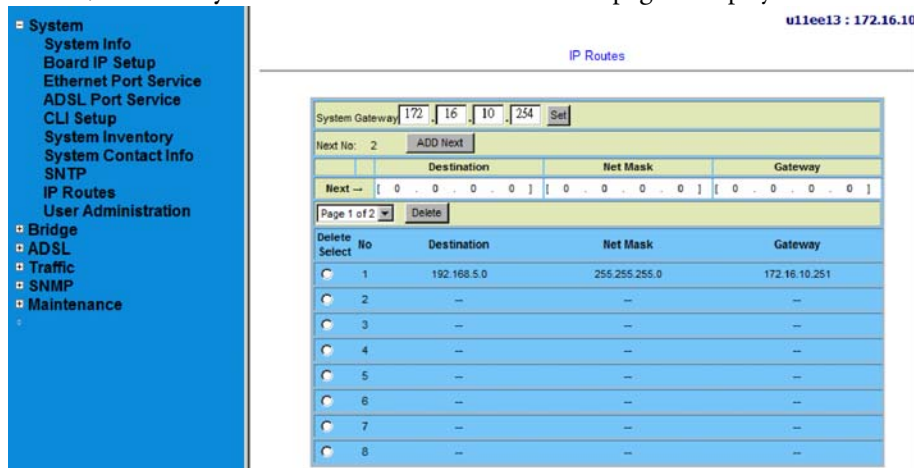 u11ee13 : 172.16.10
System
System Info
Board IP Setup
Ethernet Port Service
ADSL Port Service
CLI Setup
System Inventory
System Contact Info
SNTP
IP Routes
User Administration
Bridge
ADSL
Traffic
SNMP
Maintenance
IP Routes
System Gateway 172 . 16 . 10 . 254 Set
Next No: 2 ADD Next
Destination Net Mask Gateway
Next → [ 0 . 0 . 0 . 0 ] [ 0 . 0 . 0 . 0 ] [ 0 . 0 . 0 . 0 ]
Page 1 of 2 Delete
Delete Select No Destination Net Mask Gateway
1 192.168.5.0 255.255.255.0 172.16.10.251
2 -- -- --
3 -- -- --
4 -- -- --
5 -- -- --
6 -- -- --
7 -- -- --
8 -- -- --